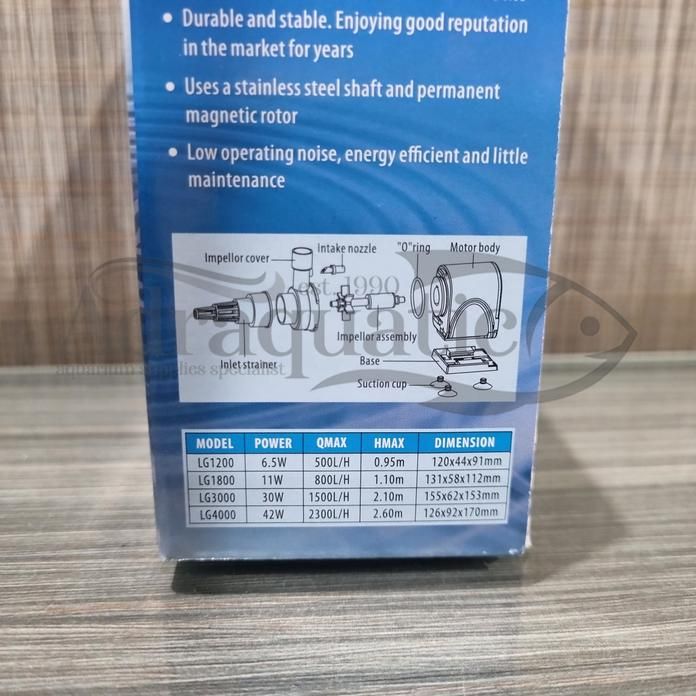 • Durable and stable. Enjoying good reputation
in the market for years
• Uses a stainless steel shaft and permanent
magnetic rotor
• Low operating noise, energy efficient and little
maintenance
Impellor cover
Intake nozzle
"O"ring
Motor body
est. 1990
draquatic
Impellor assembly
Base
Inlet strainer
aquarium supplies specialist
Suction cup
MODEL POWER QMAX HMAX DIMENSION
LG1200 6.5W 500L/H 0.95m 120x44x91mm
LG1800 11W 800L/H 1.10m 131x58x112mm
LG3000 30W 1500L/H 2.10m 155x62x153mm
LG4000 42W 2300L/H 2.60m 126x92x170mm